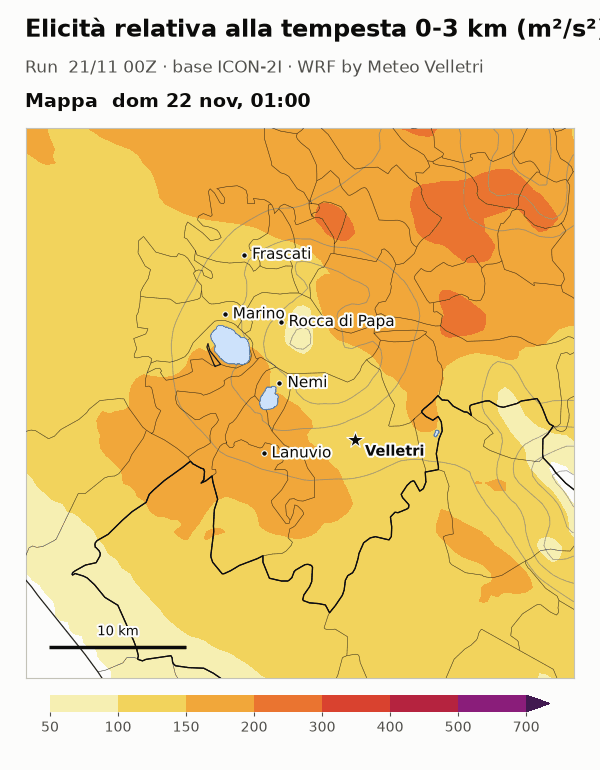 Elicità relativa alla tempesta 0-3 km (m²/s²)
Run  21/11 00Z · base ICON-2I · WRF by Meteo Velletri
Mappa  dom 22 nov, 01:00
Frascati
Marino
Rocca di Papa
Nemi
Velletri
Lanuvio
10 km
50 100 150 200 300 400 500 700